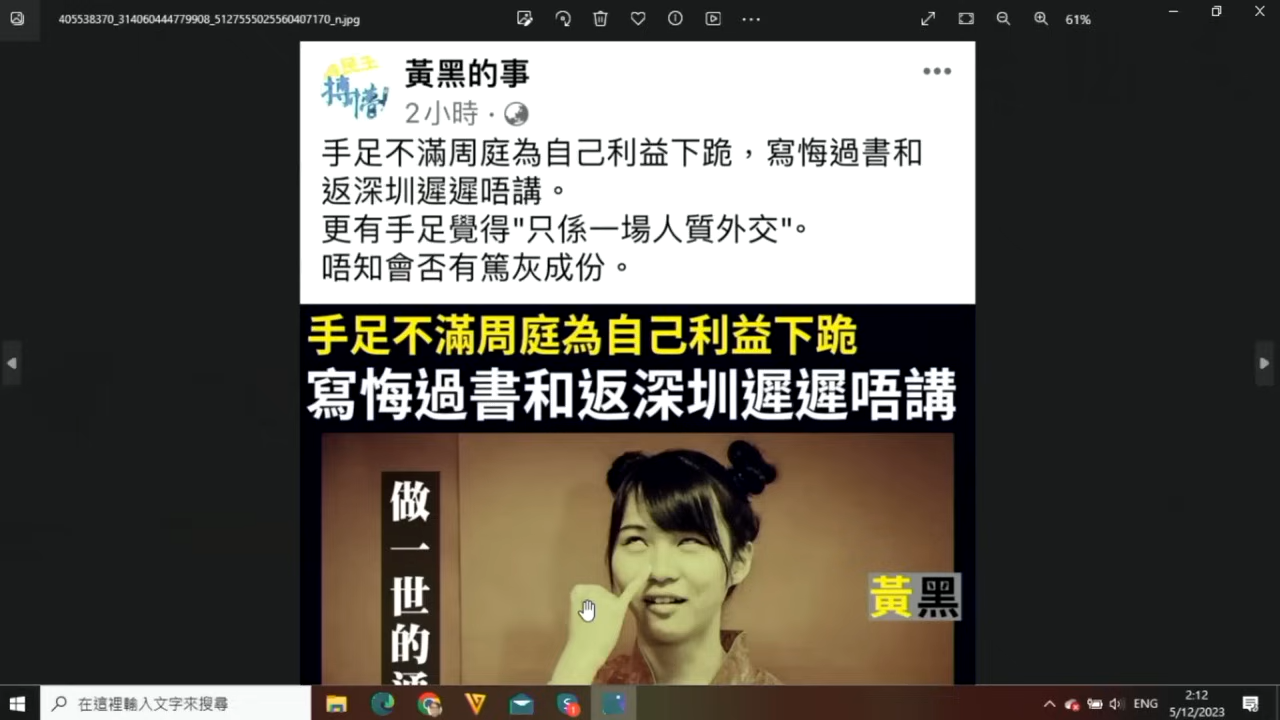 405538370_314060444779908_5127555025560407170_n.jpg
61%
黃黑的事
2小時 ·
手足不滿周庭為自己利益下跪，寫悔過書和
返深圳遲遲唔講。
更有手足覺得"只係一場人質外交"。
唔知會否有篤灰成份。
手足不滿周庭為自己利益下跪
寫悔過書和返深圳遲遲唔講
做一世的
黃黑
在這裡輸入文字來搜尋
ENG
2:12
5/12/2023